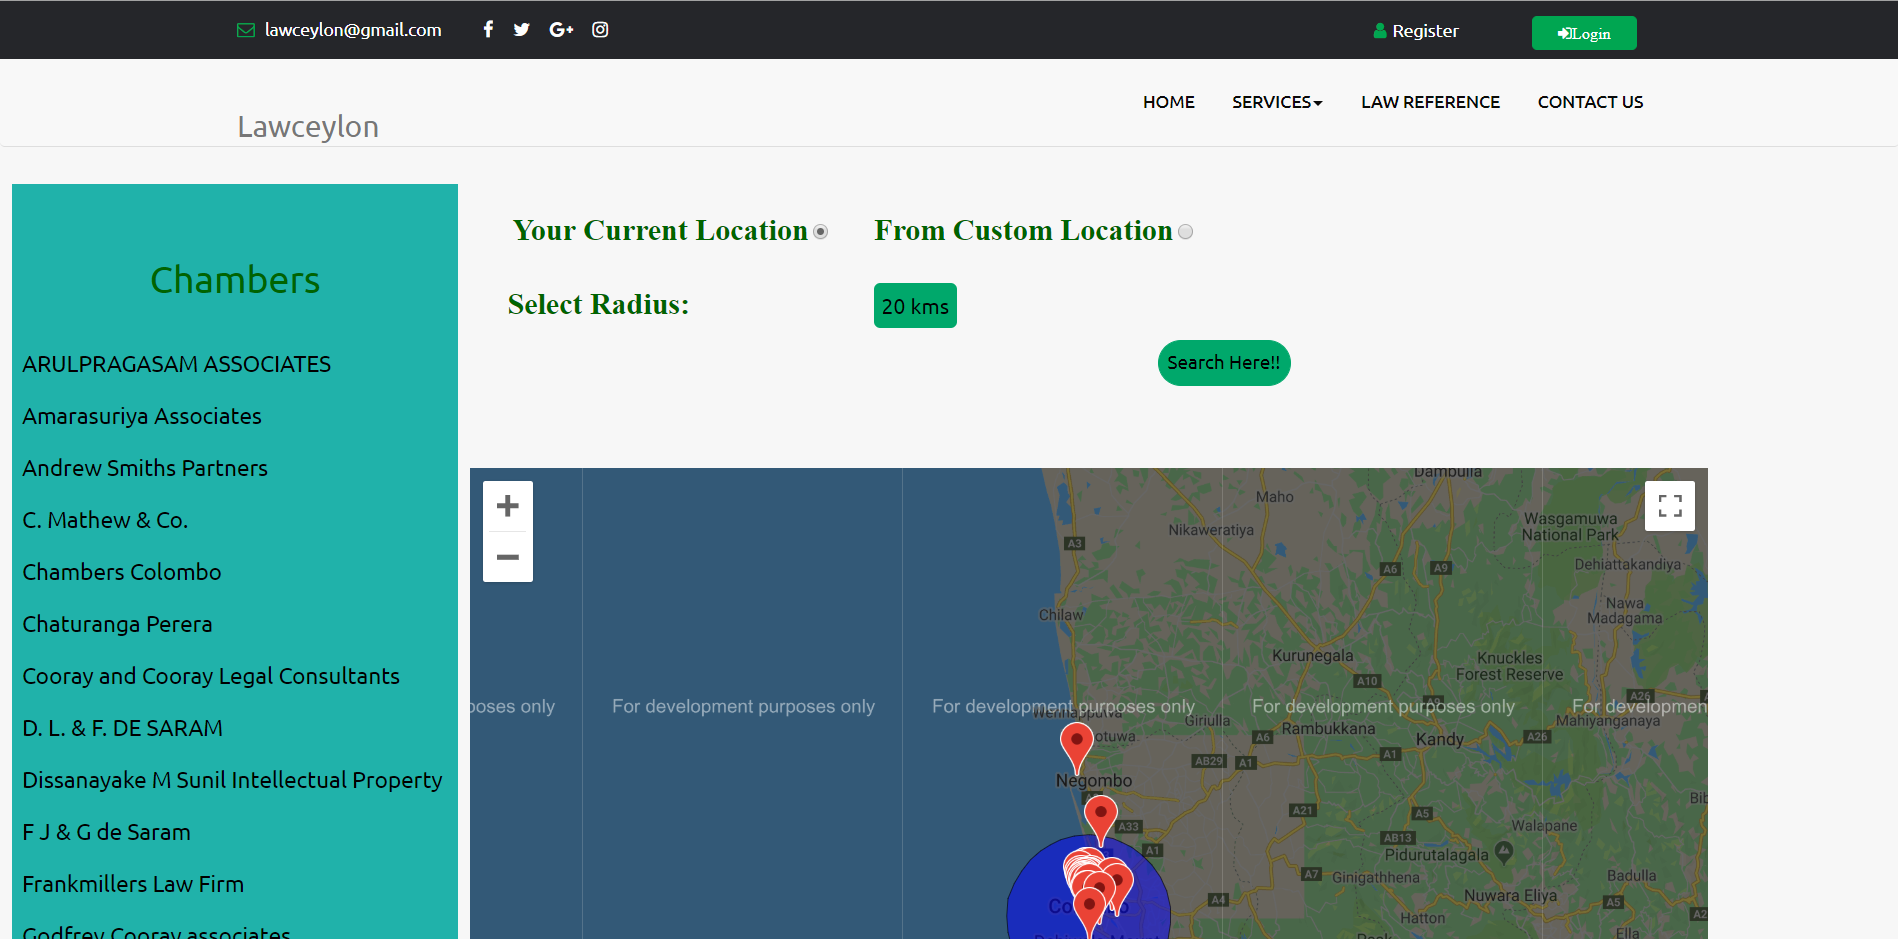 lawceylon@gmail.com
Register
Login
Lawceylon
HOME
SERVICES
LAW REFERENCE
CONTACT US
Chambers
ARULPRAGASAM ASSOCIATES
Amarasuriya Associates
Andrew Smiths Partners
C. Mathew & Co.
Chambers Colombo
Chaturanga Perera
Cooray and Cooray Legal Consultants
D. L. & F. DE SARAM
Dissanayake M Sunil Intellectual Property
F J & G de Saram
Frankmillers Law Firm
Godfrey Cooray associates
Your Current Location
From Custom Location
Select Radius:
20 kms
Search Here!!
Dambulla
Maho
Nikaweratiya
Wasgamuwa
National Park
A3
A6
A9
Dehiattakandiya
Chilaw
Nawa
Madagama
Kurunegala
Knuckles
Forest Reserve
A10
A9
A26
poses only
For development purposes only
For development purposes only
For development purposes only
For developmen
Wennappuwa
Giriulla
Rambukkana
Mahiyanganaya
otuwa
A6
Kandy
A26
AB29
A1
A1
Negombo
A21
A5
Bib
A33
AB13
Walapane
A1
Pidurutalagala
A7
Ginigathhena
Badulla
Nuwara Eliya
A4
A5
A2
Hatton
Ella